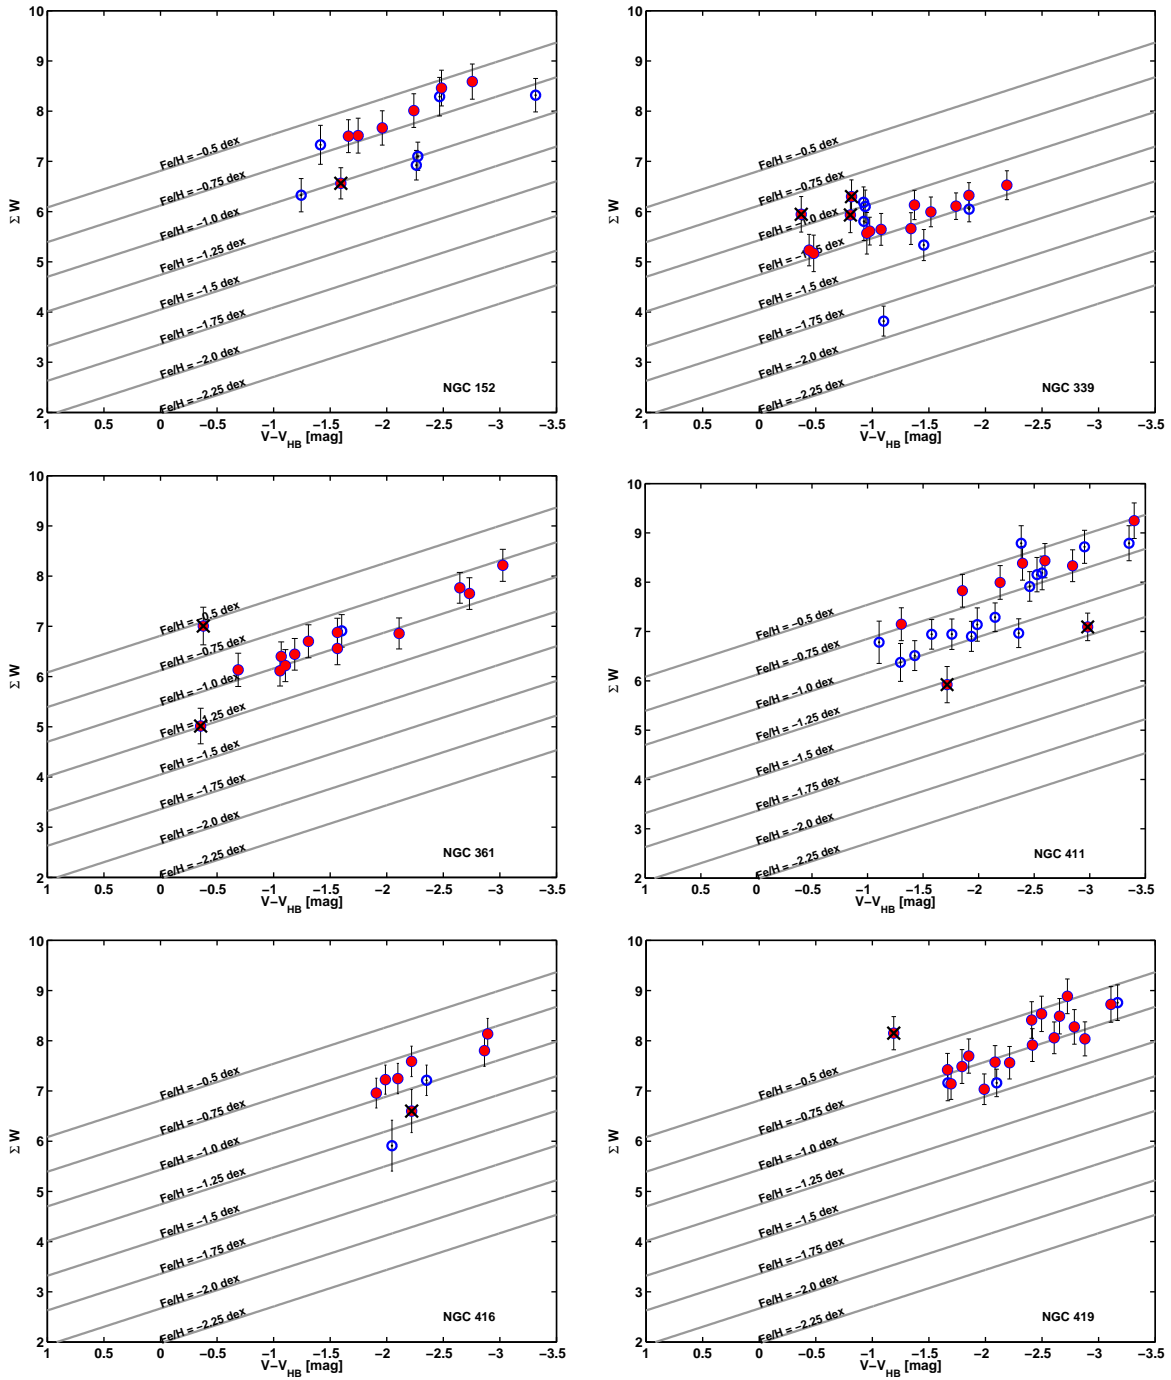 10
9
8
7
6
5
4
3
2
Σ W
Fe/H = −0.5 dex
Fe/H = −0.75 dex
Fe/H = −1.0 dex
Fe/H = −1.25 dex
Fe/H = −1.5 dex
Fe/H = −1.75 dex
Fe/H = −2.0 dex
Fe/H = −2.25 dex
NGC 152
1 0.5 0 −0.5 −1 −1.5 −2 −2.5 −3 −3.5
V−VHB [mag]
10
9
8
7
6
5
4
3
2
Σ W
Fe/H = −0.5 dex
Fe/H = −0.75 dex
Fe/H = −1.0 dex
Fe/H = −1.25 dex
Fe/H = −1.5 dex
Fe/H = −1.75 dex
Fe/H = −2.0 dex
Fe/H = −2.25 dex
NGC 339
1 0.5 0 −0.5 −1 −1.5 −2 −2.5 −3 −3.5
V−VHB [mag]
10
9
8
7
6
5
4
3
2
Σ W
Fe/H = −0.5 dex
Fe/H = −0.75 dex
Fe/H = −1.0 dex
Fe/H = −1.25 dex
Fe/H = −1.5 dex
Fe/H = −1.75 dex
Fe/H = −2.0 dex
Fe/H = −2.25 dex
NGC 361
1 0.5 0 −0.5 −1 −1.5 −2 −2.5 −3 −3.5
V−VHB [mag]
10
9
8
7
6
5
4
3
2
Σ W
Fe/H = −0.5 dex
Fe/H = −0.75 dex
Fe/H = −1.0 dex
Fe/H = −1.25 dex
Fe/H = −1.5 dex
Fe/H = −1.75 dex
Fe/H = −2.0 dex
Fe/H = −2.25 dex
NGC 411
1 0.5 0 −0.5 −1 −1.5 −2 −2.5 −3 −3.5
V−VHB [mag]
10
9
8
7
6
5
4
3
2
Σ W
Fe/H = −0.5 dex
Fe/H = −0.75 dex
Fe/H = −1.0 dex
Fe/H = −1.25 dex
Fe/H = −1.5 dex
Fe/H = −1.75 dex
Fe/H = −2.0 dex
Fe/H = −2.25 dex
NGC 416
1 0.5 0 −0.5 −1 −1.5 −2 −2.5 −3 −3.5
V−VHB [mag]
10
9
8
7
6
5
4
3
2
Σ W
Fe/H = −0.5 dex
Fe/H = −0.75 dex
Fe/H = −1.0 dex
Fe/H = −1.25 dex
Fe/H = −1.5 dex
Fe/H = −1.75 dex
Fe/H = −2.0 dex
Fe/H = −2.25 dex
NGC 419
1 0.5 0 −0.5 −1 −1.5 −2 −2.5 −3 −3.5
V−VHB [mag]